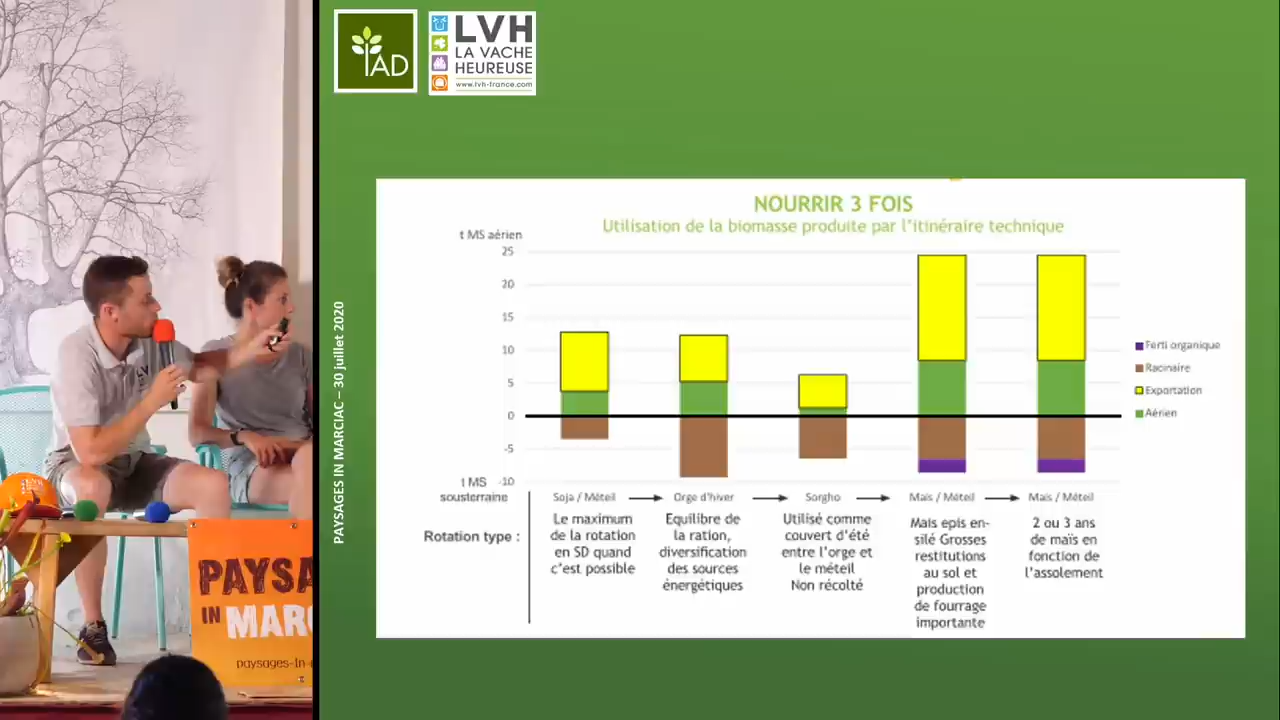 IAD
LVH
LA VACHE
HEUREUSE
www.lvh-france.com
PAYSAGES IN MARCIAC – 30 juillet 2020
NOURRIR 3 FOIS
Utilisation de la biomasse produite par l'itinéraire technique
t MS aérien
25
20
15
10
5
0
-5
-10
t MS
souterraine
Ferti organique
Racinaire
Exportation
Aérien
Soja / Méteil
Orge d'hiver
Sorgho
Maïs / Méteil
Maïs / Méteil
Rotation type :
Le maximum
de la rotation
en SD quand
c'est possible
Equilibre de
la ration,
diversification
des sources
énergétiques
Utilisé comme
couvert d'été
entre l'orge et
le méteil
Non récolté
Mais epis en-
silé Grosses
restitutions
au sol et
production
de fourrage
importante
2 ou 3 ans
de maïs en
fonction de
l'assolement
PAYSA
IN MARC
paysages-in-